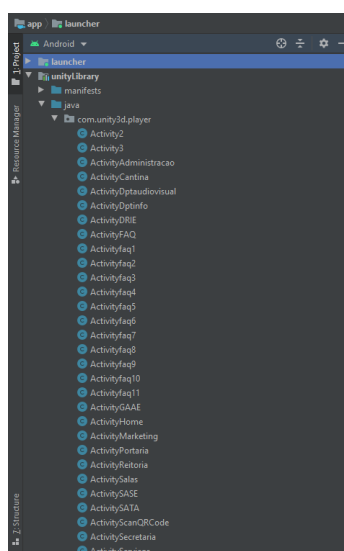 app launcher
1: Project
Android
launcher
unityLibrary
manifests
java
com.unity3d.player
Activity2
Activity3
ActivityAdministracao
ActivityCantina
ActivityDptaudiovisual
ActivityDptinfo
ActivityDRIE
ActivityFAQ
Activityfaq1
Activityfaq2
Activityfaq3
Activityfaq4
Activityfaq5
Activityfaq6
Activityfaq7
Activityfaq8
Activityfaq9
Activityfaq10
Activityfaq11
ActivityGAAE
ActivityHome
ActivityMarketing
ActivityPortaria
ActivityReitoria
ActivitySalas
ActivitySASE
ActivitySATA
ActivityScanQRCode
ActivitySecretaria
Resource Manager
2: Structure